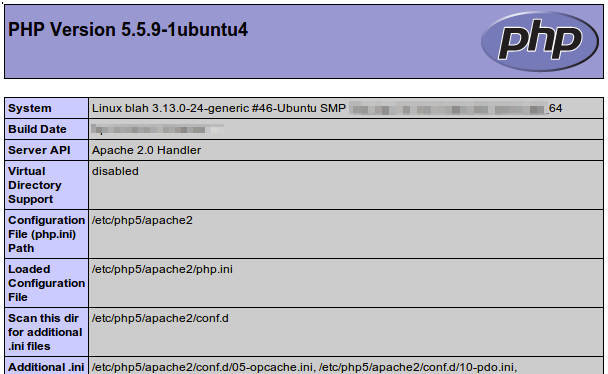 PHP Version 5.5.9-1ubuntu4
php
System Linux blah 3.13.0-24-generic #46-Ubuntu SMP _64
Build Date
Server API Apache 2.0 Handler
Virtual
Directory
Support
disabled
Configuration
File (php.ini)
Path
/etc/php5/apache2
Loaded
Configuration
File
/etc/php5/apache2/php.ini
Scan this dir
for additional
.ini files
/etc/php5/apache2/conf.d
Additional .ini /etc/php5/apache2/conf.d/05-opcache.ini, /etc/php5/apache2/conf.d/10-pdo.ini,